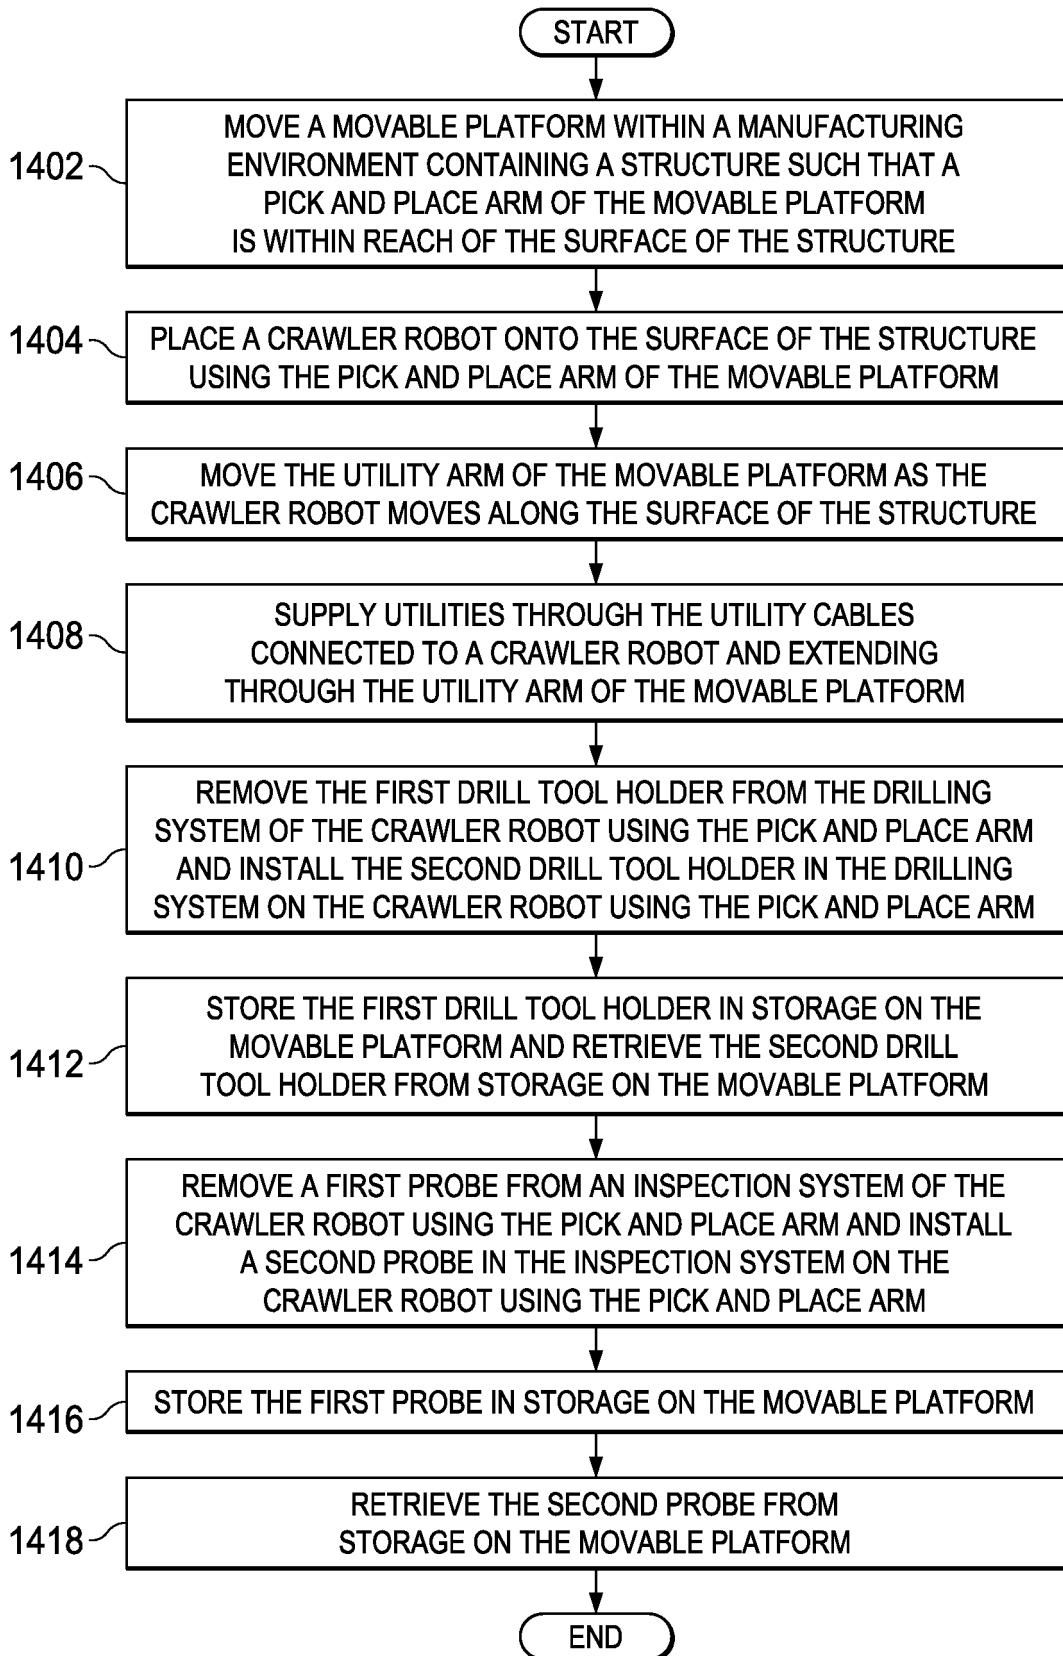 START
1402
MOVE A MOVABLE PLATFORM WITHIN A MANUFACTURING
ENVIRONMENT CONTAINING A STRUCTURE SUCH THAT A
PICK AND PLACE ARM OF THE MOVABLE PLATFORM
IS WITHIN REACH OF THE SURFACE OF THE STRUCTURE
1404
PLACE A CRAWLER ROBOT ONTO THE SURFACE OF THE STRUCTURE
USING THE PICK AND PLACE ARM OF THE MOVABLE PLATFORM
1406
MOVE THE UTILITY ARM OF THE MOVABLE PLATFORM AS THE
CRAWLER ROBOT MOVES ALONG THE SURFACE OF THE STRUCTURE
1408
SUPPLY UTILITIES THROUGH THE UTILITY CABLES
CONNECTED TO A CRAWLER ROBOT AND EXTENDING
THROUGH THE UTILITY ARM OF THE MOVABLE PLATFORM
1410
REMOVE THE FIRST DRILL TOOL HOLDER FROM THE DRILLING
SYSTEM OF THE CRAWLER ROBOT USING THE PICK AND PLACE ARM
AND INSTALL THE SECOND DRILL TOOL HOLDER IN THE DRILLING
SYSTEM ON THE CRAWLER ROBOT USING THE PICK AND PLACE ARM
1412
STORE THE FIRST DRILL TOOL HOLDER IN STORAGE ON THE
MOVABLE PLATFORM AND RETRIEVE THE SECOND DRILL
TOOL HOLDER FROM STORAGE ON THE MOVABLE PLATFORM
1414
REMOVE A FIRST PROBE FROM AN INSPECTION SYSTEM OF THE
CRAWLER ROBOT USING THE PICK AND PLACE ARM AND INSTALL
A SECOND PROBE IN THE INSPECTION SYSTEM ON THE
CRAWLER ROBOT USING THE PICK AND PLACE ARM
1416
STORE THE FIRST PROBE IN STORAGE ON THE MOVABLE PLATFORM
1418
RETRIEVE THE SECOND PROBE FROM
STORAGE ON THE MOVABLE PLATFORM
END